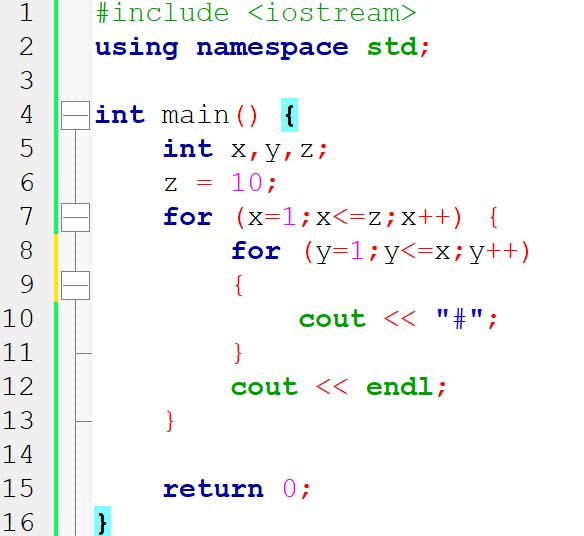 1 #include <iostream>
2 using namespace std;
3
4 int main() {
5     int x,y,z;
6     z = 10;
7     for (x=1;x<=z;x++) {
8         for (y=1;y<=x;y++)
9         {
10             cout << "#";
11         }
12         cout << endl;
13     }
14
15     return 0;
16 }